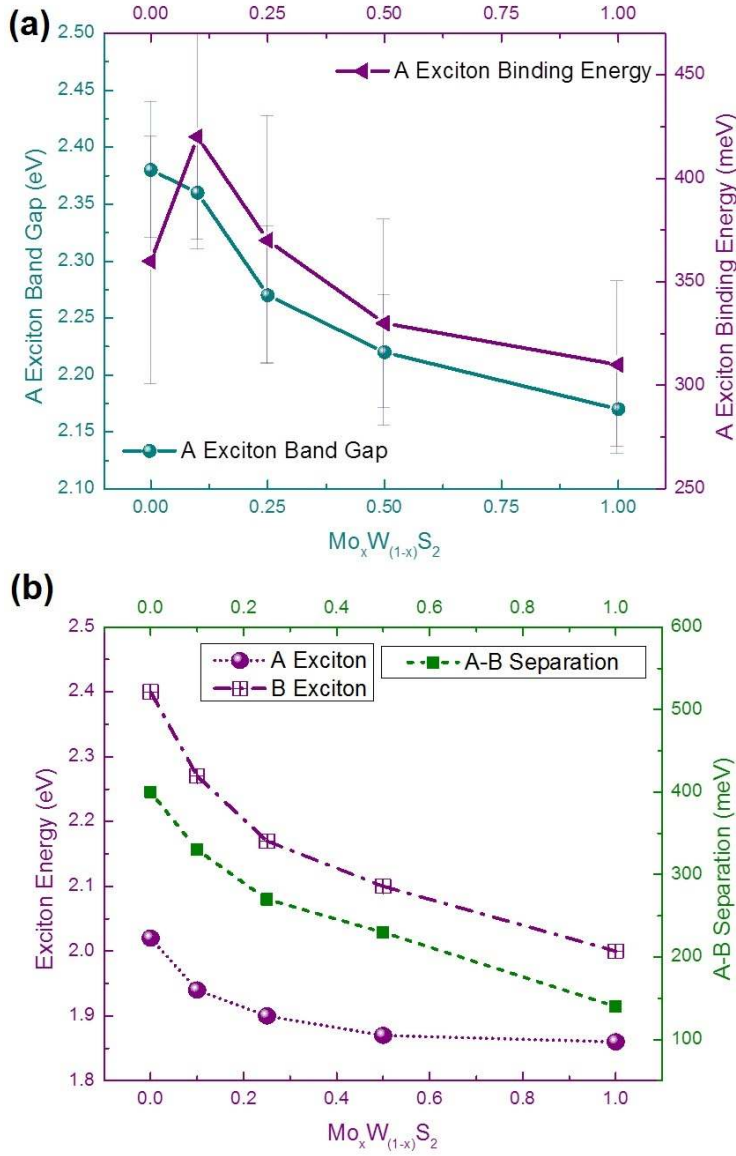 (a)
0.00 0.25 0.50 1.00
2.50
2.45
2.40
2.35
2.30
2.25
2.20
2.15
2.10
A Exciton Band Gap (eV)
A Exciton Binding Energy
A Exciton Band Gap
450
400
350
300
250
A Exciton Binding Energy (meV)
0.00 0.25 0.50 0.75 1.00
MoₓW₍₁₋ₓ₎S₂
(b)
0.0 0.2 0.4 0.6 0.8 1.0
2.5
2.4
2.3
2.2
2.1
2.0
1.9
1.8
Exciton Energy (eV)
A Exciton
B Exciton
A-B Separation
600
500
400
300
200
100
A-B Separation (meV)
0.0 0.2 0.4 0.6 0.8 1.0
MoₓW₍₁₋ₓ₎S₂